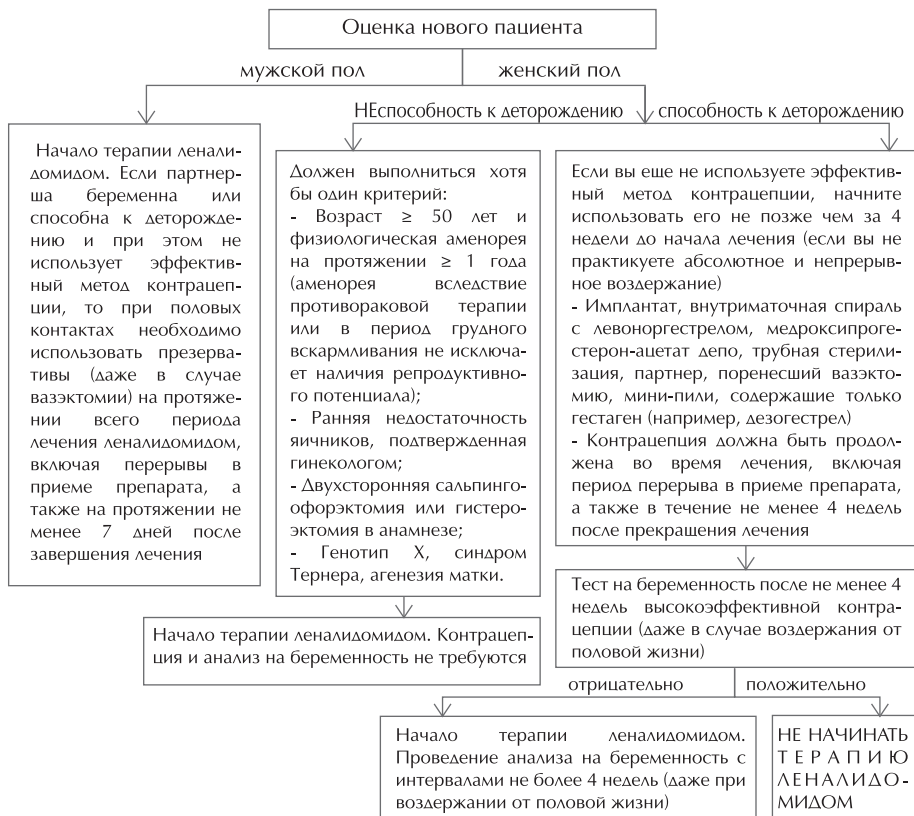 Оценка нового пациента
мужской пол
женский пол
НЕспособность к деторождению
способность к деторождению
Начало терапии ленали-
домидом. Если партнер-
ша беременна или
способна к деторожде-
нию и при этом не
использует эффектив-
ный метод контрацеп-
ции, то при половых
контактах необходимо
использовать презерва-
тивы (даже в случае
вазэктомии) на протяже-
нии всего периода
лечения леналидомидом,
включая перерывы в
приеме препарата, а
также на протяжении не
менее 7 дней после
завершения лечения
Должен выполниться хотя
бы один критерий:
- Возраст ≥ 50 лет и
физиологическая аменорея
на протяжении ≥ 1 года
(аменорея вследствие
противораковой терапии
или в период грудного
вскармливания не исключа-
ет наличия репродуктивно-
го потенциала);
- Ранняя недостаточность
яичников, подтвержденная
гинекологом;
- Двухсторонняя сальпинго-
офорэктомия или гистеро-
эктомия в анамнезе;
- Генотип X, синдром
Тернера, агенезия матки.
Начало терапии леналидомидом. Контрацеп-
ция и анализ на беременность не требуются
Если вы еще не используете эффектив-
ный метод контрацепции, начните
использовать его не позже чем за 4
недели до начала лечения (если вы не
практикуете абсолютное и непрерыв-
ное воздержание)
- Имплантат, внутриматочная спираль
с левоноргестрелом, медроксипроге-
стерон-ацетат депо, трубная стерили-
зация, партнер, поренесший вазэкто-
мию, мини-пили, содержащие только
гестаген (например, дезогестрел)
- Контрацепция должна быть продол-
жена во время лечения, включая
период перерыва в приеме препарата,
а также в течение не менее 4 недель
после прекращения лечения
Тест на беременность после не менее 4
недель высокоэффективной контра-
цепции (даже в случае воздержания от
половой жизни)
отрицательно
положительно
Начало терапии леналидомидом.
Проведение анализа на беременность с
интервалами не более 4 недель (даже при
воздержании от половой жизни)
НЕ НАЧИНАТЬ
ТЕРАПИЮ
ЛЕНАЛИДО-
МИДОМ